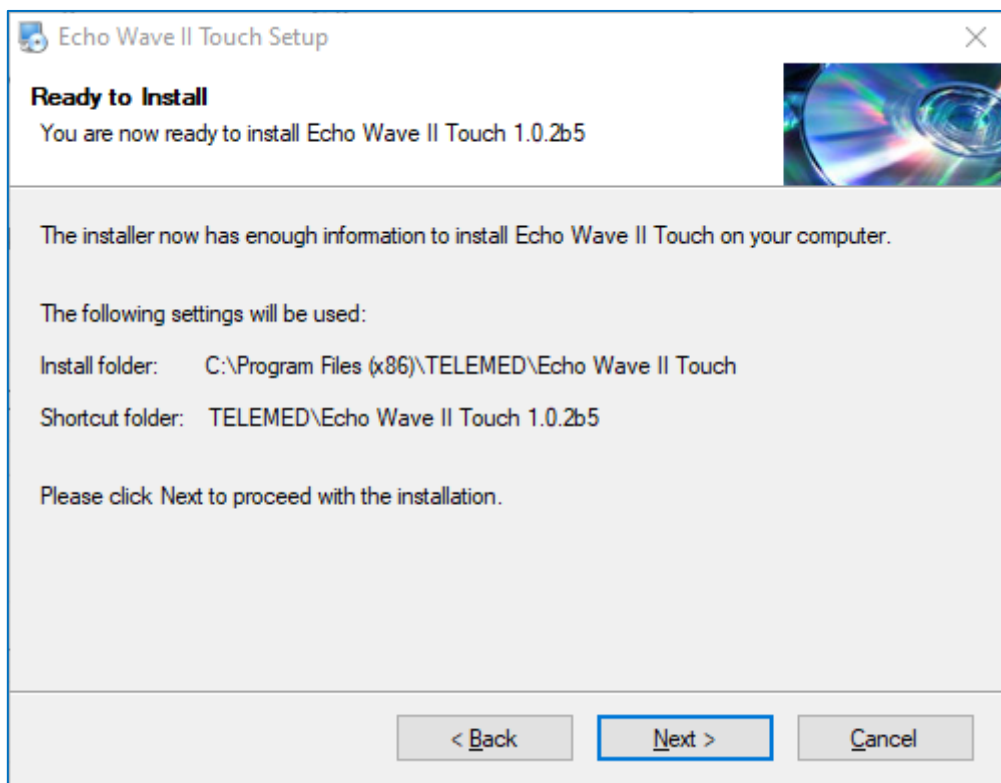 Echo Wave II Touch Setup
Ready to Install
You are now ready to install Echo Wave II Touch 1.0.2b5
The installer now has enough information to install Echo Wave II Touch on your computer.
The following settings will be used:
Install folder: C:\Program Files (x86)\TELEMED\Echo Wave II Touch
Shortcut folder: TELEMED\Echo Wave II Touch 1.0.2b5
Please click Next to proceed with the installation.
< Back Next > Cancel